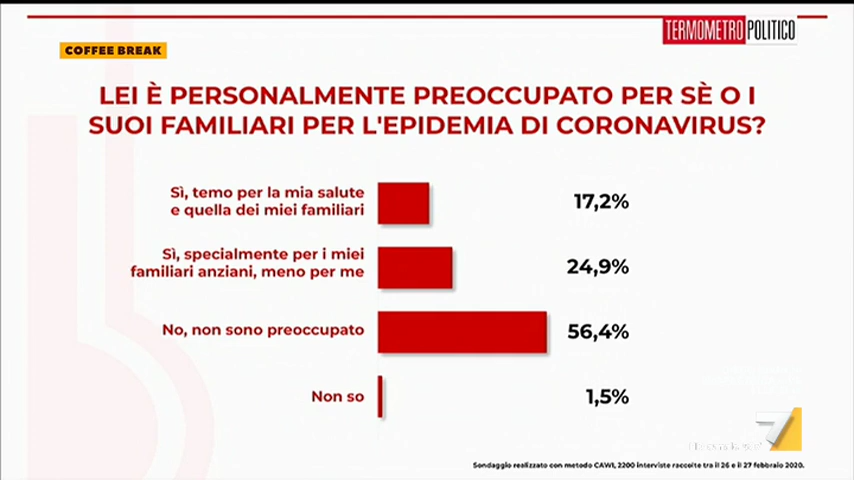 TERMOMETRO POLITICO
COFFEE BREAK
LEI È PERSONALMENTE PREOCCUPATO PER SÈ O I
SUOI FAMILIARI PER L'EPIDEMIA DI CORONAVIRUS?
Sì, temo per la mia salute
e quella dei miei familiari
17,2%
Sì, specialmente per i miei
familiari anziani, meno per me
24,9%
No, non sono preoccupato
56,4%
Non so
1,5%
7
Sondaggio realizzato con metodo CAWI, 2200 interviste raccolte tra il 26 e il 27 febbraio 2020.